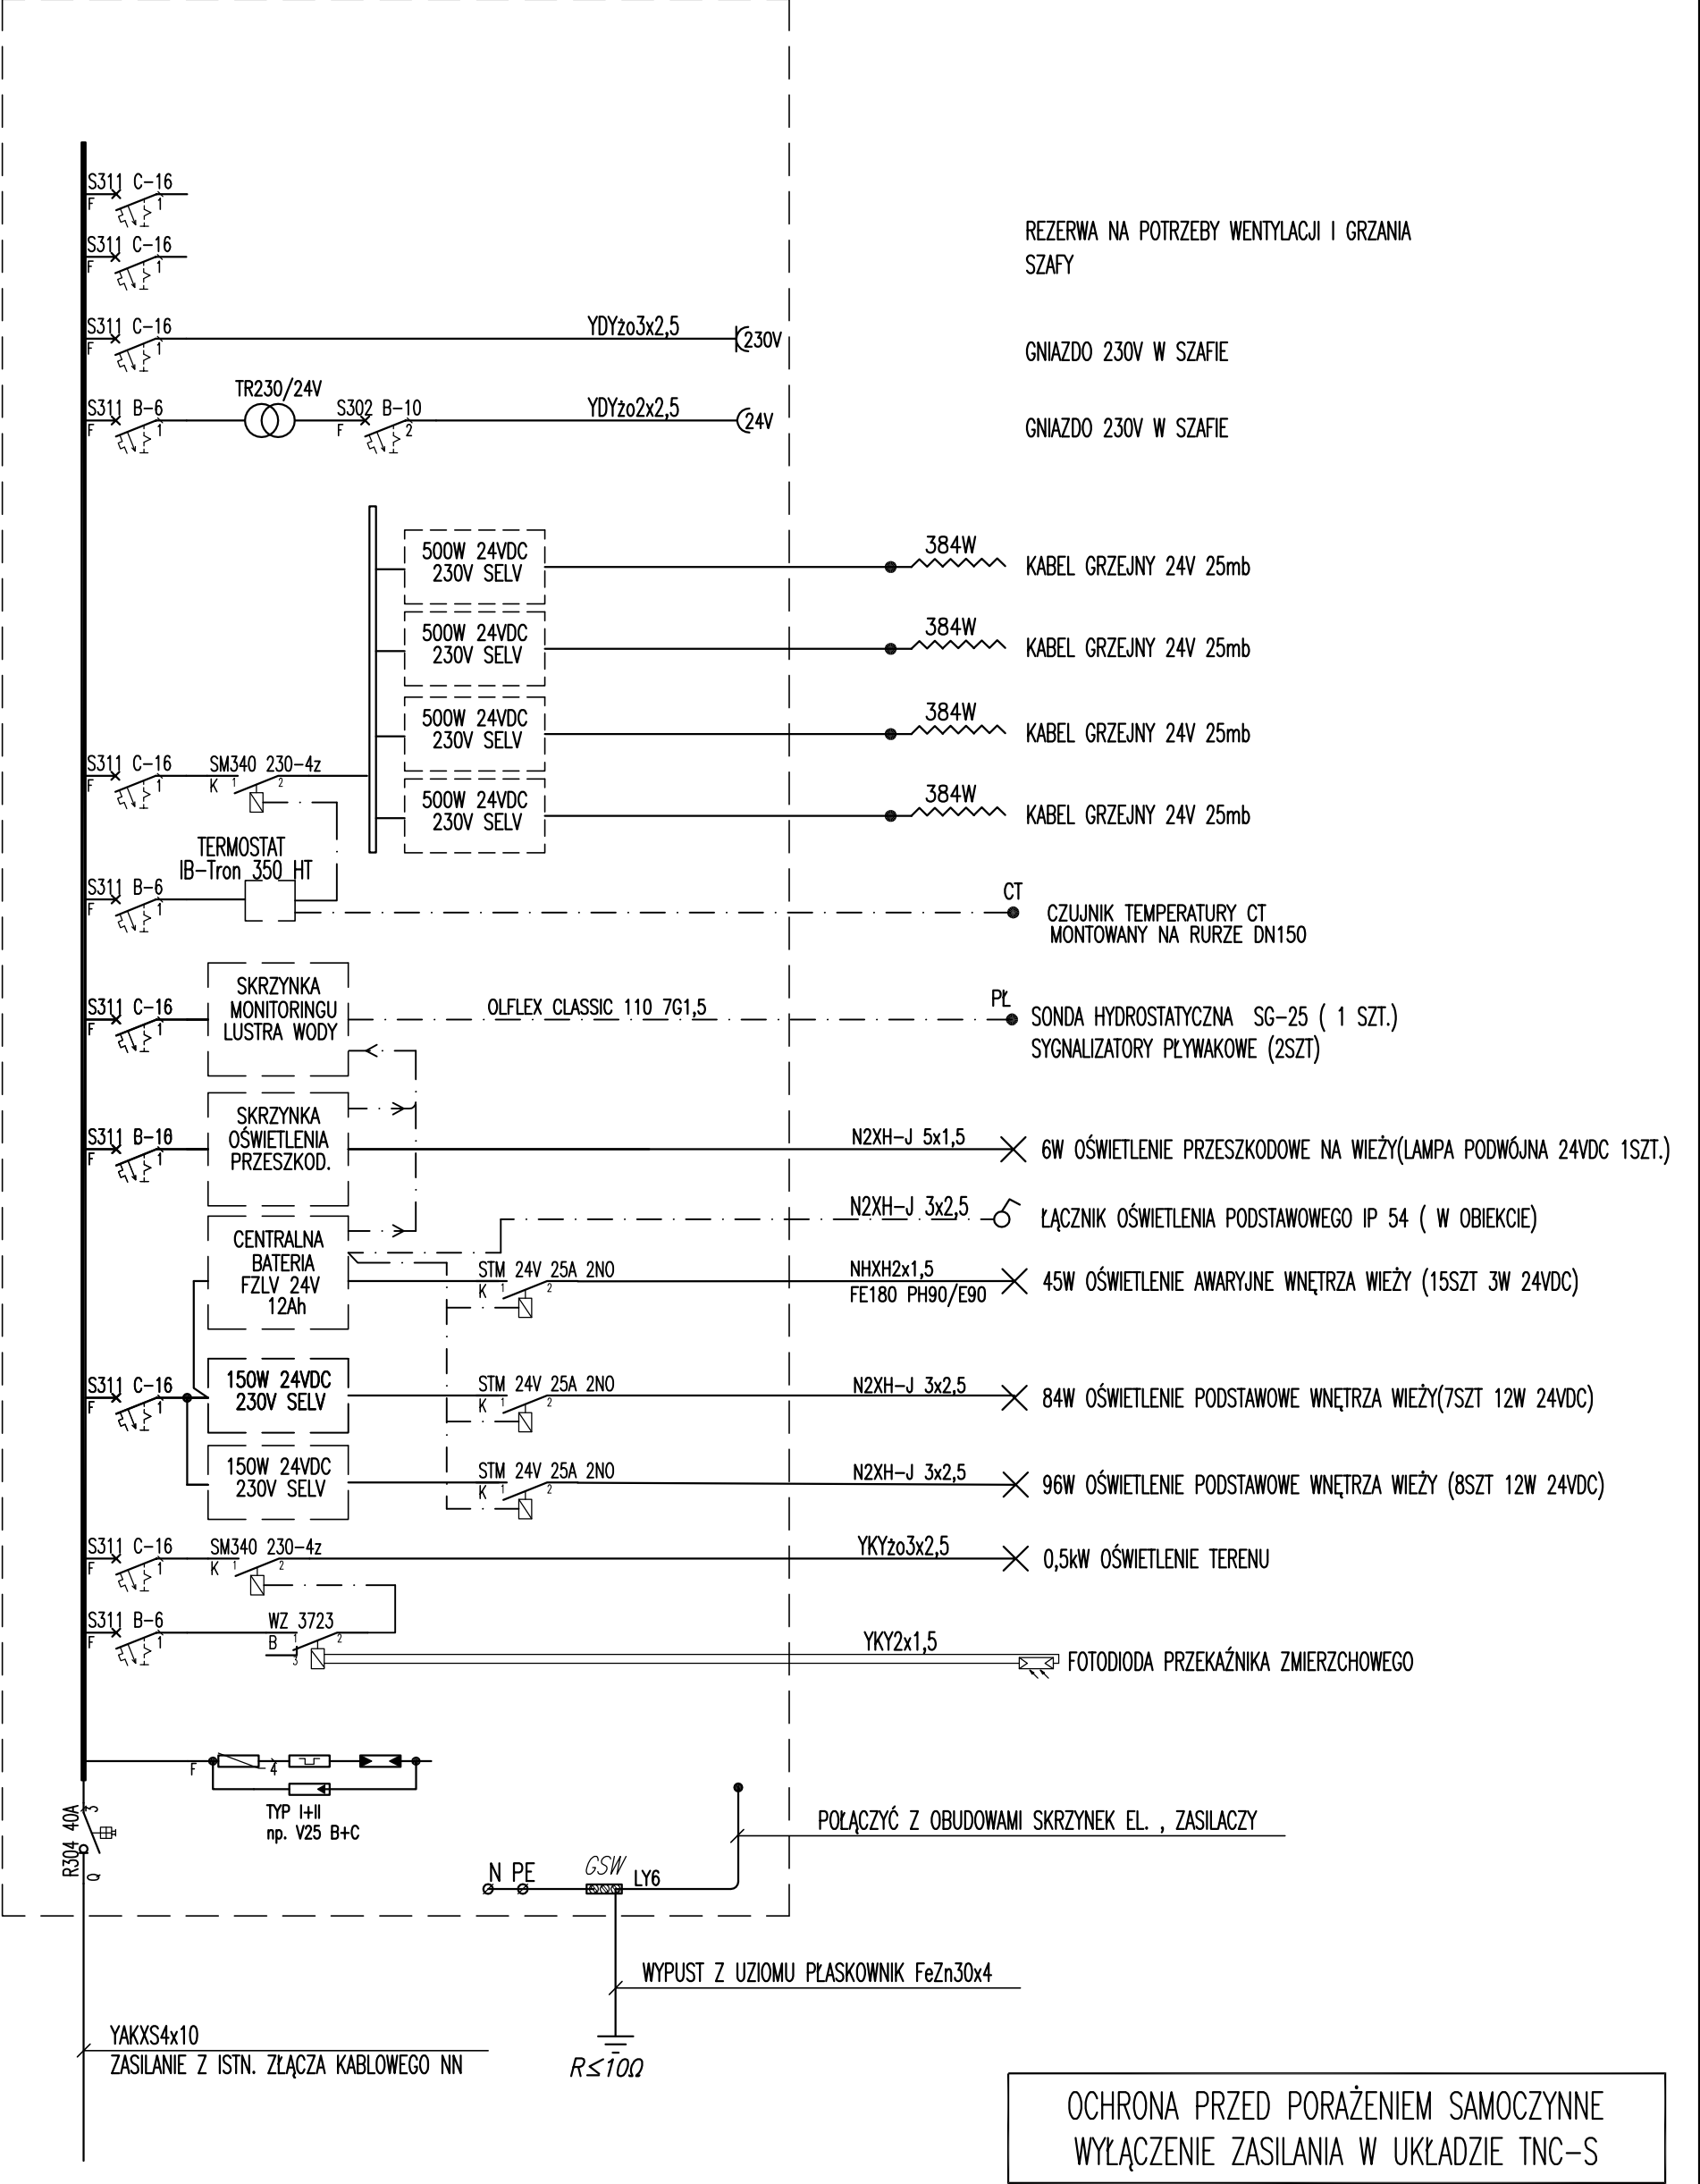 S311 C-16
F 1
S311 C-16
F 1
REZERWA NA POTRZEBY WENTYLACJI I GRZANIA
SZAFY
S311 C-16
F 1
YDYżo3x2,5
230V
GNIAZDO 230V W SZAFIE
S311 B-6
F 1
TR230/24V
S302 B-10
F 2
YDYżo2x2,5
24V
GNIAZDO 230V W SZAFIE
500W 24VDC
230V SELV
384W
KABEL GRZEJNY 24V 25mb
500W 24VDC
230V SELV
384W
KABEL GRZEJNY 24V 25mb
500W 24VDC
230V SELV
384W
KABEL GRZEJNY 24V 25mb
S311 C-16
F 1
SM340 230-4z
K 1 2
500W 24VDC
230V SELV
384W
KABEL GRZEJNY 24V 25mb
TERMOSTAT
IB-Tron 350 HT
S311 B-6
F 1
CT
CZUJNIK TEMPERATURY CT
MONTOWANY NA RURZE DN150
S311 C-16
F 1
SKRZYNKA
MONITORINGU
LUSTRA WODY
OLFLEX CLASSIC 110 7G1,5
PŁ
SONDA HYDROSTATYCZNA SG-25 ( 1 SZT.)
SYGNALIZATORY PŁYWAKOWE (2SZT)
S311 B-10
F 1
SKRZYNKA
OŚWIETLENIA
PRZESZKOD.
N2XH-J 5x1,5
6W OŚWIETLENIE PRZESZKODOWE NA WIEŻY(LAMPA PODWÓJNA 24VDC 1SZT.)
N2XH-J 3x2,5
ŁĄCZNIK OŚWIETLENIA PODSTAWOWEGO IP 54 ( W OBIEKCIE)
CENTRALNA
BATERIA
FZLV 24V
12Ah
STM 24V 25A 2NO
K 1 2
NHXH2x1,5
FE180 PH90/E90
45W OŚWIETLENIE AWARYJNE WNĘTRZA WIEŻY (15SZT 3W 24VDC)
S311 C-16
F 1
150W 24VDC
230V SELV
STM 24V 25A 2NO
K 1 2
N2XH-J 3x2,5
84W OŚWIETLENIE PODSTAWOWE WNĘTRZA WIEŻY(7SZT 12W 24VDC)
150W 24VDC
230V SELV
STM 24V 25A 2NO
K 1 2
N2XH-J 3x2,5
96W OŚWIETLENIE PODSTAWOWE WNĘTRZA WIEŻY (8SZT 12W 24VDC)
S311 C-16
F 1
SM340 230-4z
K 1 2
YKYżo3x2,5
0,5kW OŚWIETLENIE TERENU
S311 B-6
F 1
WZ 3723
B 1 2
3
YKY2x1,5
FOTODIODA PRZEKAŹNIKA ZMIERZCHOWEGO
F 4
TYP I+II
np. V25 B+C
R304 40A
3
Q
POŁĄCZYĆ Z OBUDOWAMI SKRZYNEK EL. , ZASILACZY
N PE
GSW
LY6
WYPUST Z UZIOMU PŁASKOWNIK FeZn30x4
YAKXS4x10
ZASILANIE Z ISTN. ZŁĄCZA KABLOWEGO NN
R≤10Ω
OCHRONA PRZED PORAŻENIEM SAMOCZYNNE
WYŁĄCZENIE ZASILANIA W UKŁADZIE TNC-S